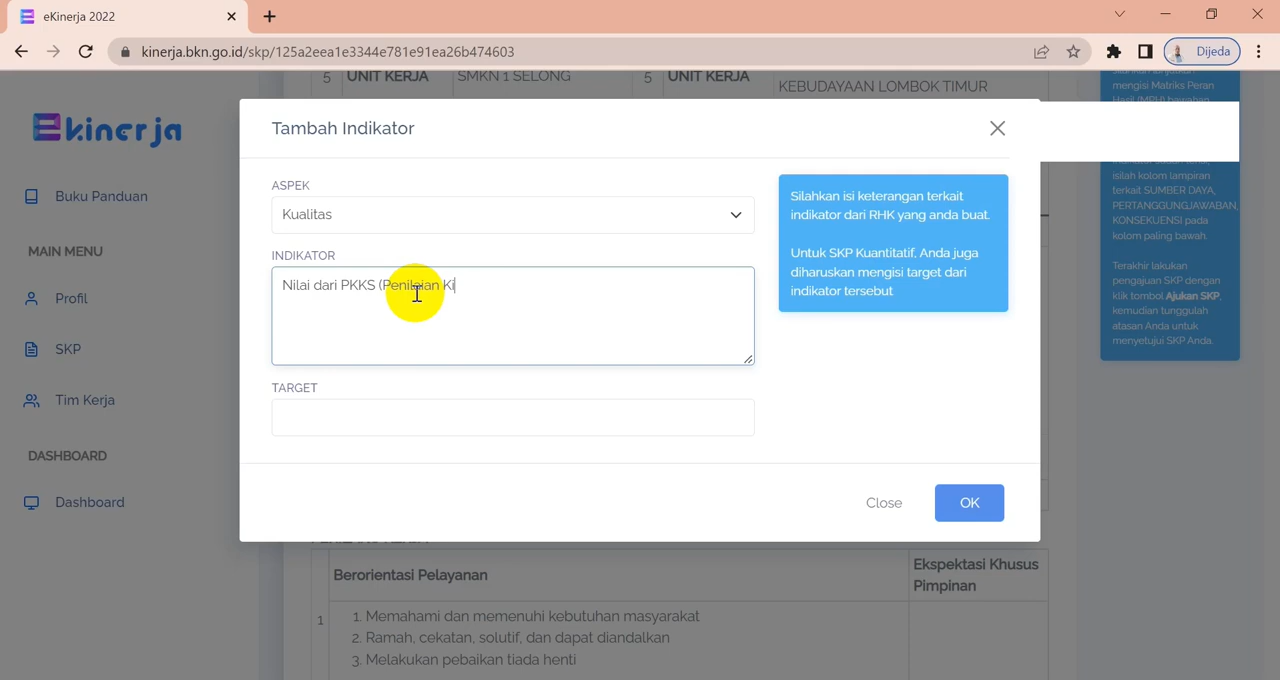 eKinerja 2022
kinerja.bkn.go.id/skp/125a2eea1e3344e781e91ea26b474603
Dijeda
5 UNIT KERJA SMKN 1 SELONG 5 UNIT KERJA
KEBUDAYAAN LOMBOK TIMUR
mengisi Matriks Peran
Ekinerja
Buku Panduan
MAIN MENU
Profil
SKP
Tim Kerja
DASHBOARD
Dashboard
Tambah Indikator
ASPEK
Kualitas
INDIKATOR
Nilai dari PKKS (Penilaian Ki
TARGET
Silahkan isi keterangan terkait
indikator dari RHK yang anda buat.
Untuk SKP Kuantitatif, Anda juga
diharuskan mengisi target dari
indikator tersebut
Close
OK
isilah kolom lampiran
terkait SUMBER DAYA,
PERTANGGUNGJAWABAN,
KONSEKUENSI pada
kolom paling bawah.
Terakhir lakukan
pengajuan SKP dengan
klik tombol Ajukan SKP,
kemudian tunggulah
atasan Anda untuk
menyetujui SKP Anda.
Berorientasi Pelayanan
Ekspektasi Khusus
Pimpinan
1
1. Memahami dan memenuhi kebutuhan masyarakat
2. Ramah, cekatan, solutif, dan dapat diandalkan
3. Melakukan pebaikan tiada henti